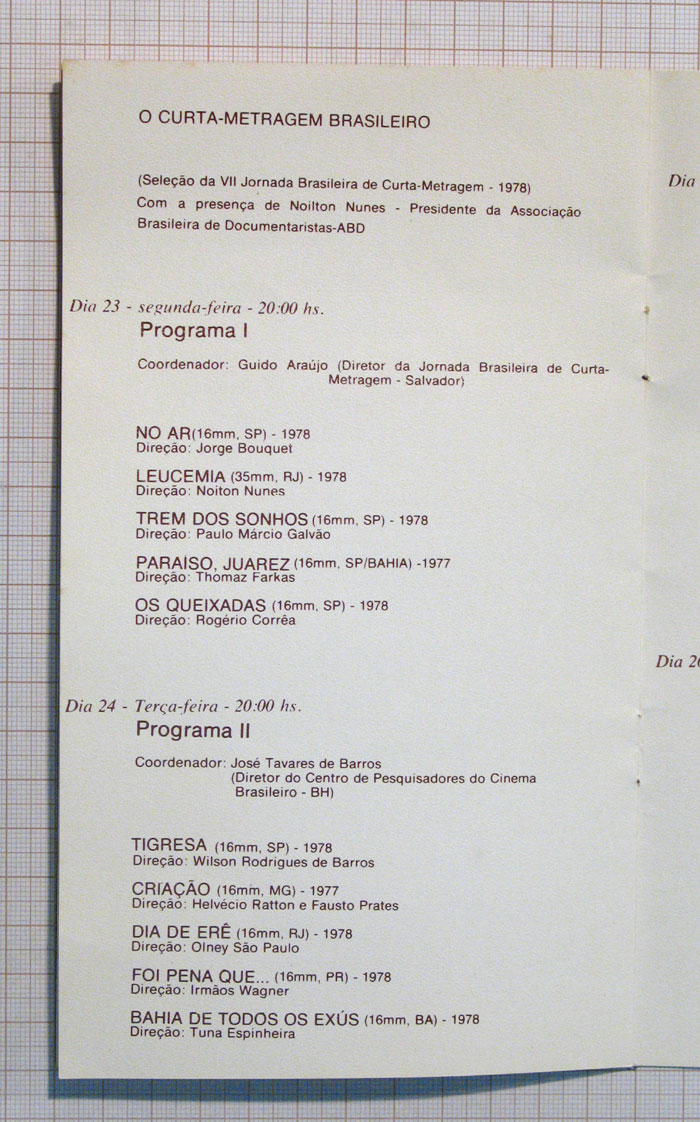 O CURTA-METRAGEM BRASILEIRO
(Seleção da VII Jornada Brasileira de Curta-Metragem - 1978)
Com a presença de Noilton Nunes - Presidente da Associação
Brasileira de Documentaristas-ABD
Dia 23 - segunda-feira - 20:00 hs.
Programa I
Coordenador: Guido Araújo (Diretor da Jornada Brasileira de Curta-
Metragem - Salvador)
NO AR(16mm, SP) - 1978
Direção: Jorge Bouquet
LEUCEMIA (35mm, RJ) - 1978
Direção: Noiton Nunes
TREM DOS SONHOS (16mm, SP) - 1978
Direção: Paulo Márcio Galvão
PARAÍSO, JUAREZ (16mm, SP/BAHIA) -1977
Direção: Thomaz Farkas
OS QUEIXADAS (16mm, SP) - 1978
Direção: Rogério Corrêa
Dia 24 - Terça-feira - 20:00 hs.
Programa II
Coordenador: José Tavares de Barros
(Diretor do Centro de Pesquisadores do Cinema
Brasileiro - BH)
TIGRESA (16mm, SP) - 1978
Direção: Wilson Rodrigues de Barros
CRIAÇÃO (16mm, MG) - 1977
Direção: Helvécio Ratton e Fausto Prates
DIA DE ERÊ (16mm, RJ) - 1978
Direção: Olney São Paulo
FOI PENA QUE... (16mm, PR) - 1978
Direção: Irmãos Wagner
BAHIA DE TODOS OS EXÚS (16mm, BA) - 1978
Direção: Tuna Espinheira
Dia
Dia